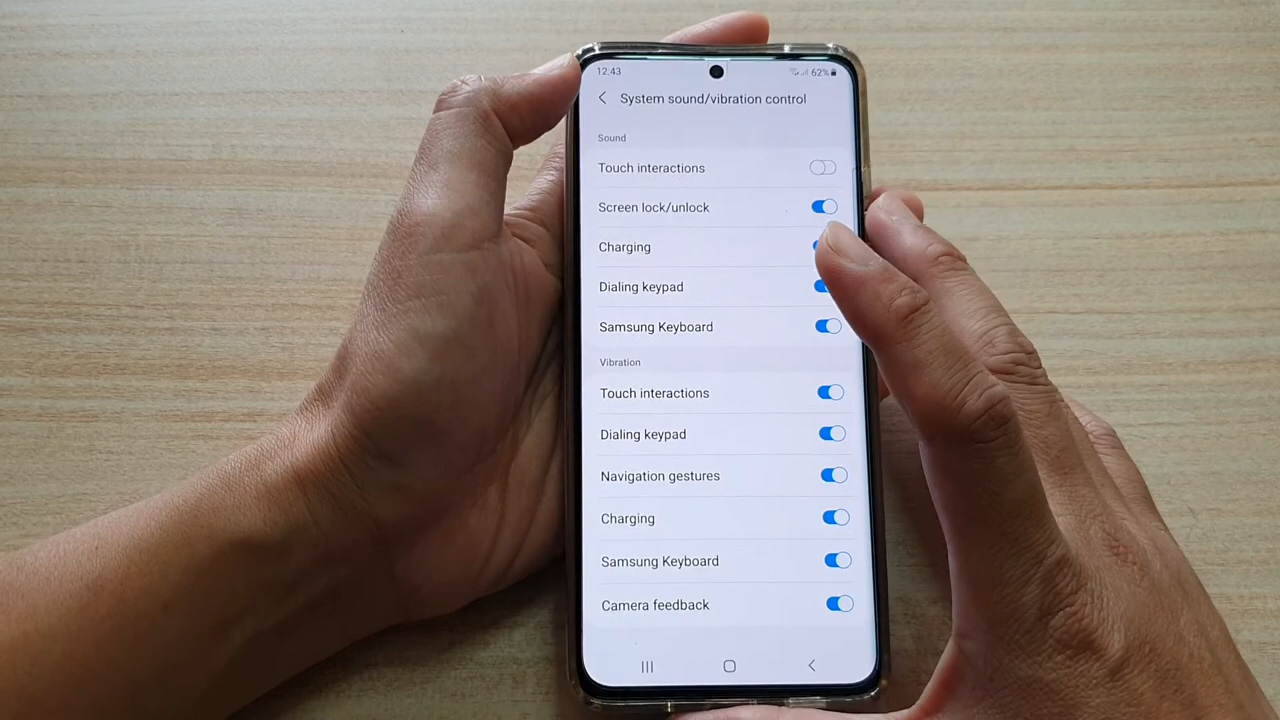 12:43
62%
System sound/vibration control
Sound
Touch interactions
Screen lock/unlock
Charging
Dialing keypad
Samsung Keyboard
Vibration
Touch interactions
Dialing keypad
Navigation gestures
Charging
Samsung Keyboard
Camera feedback